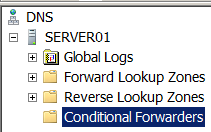 DNS
SERVER01
Global Logs
Forward Lookup Zones
Reverse Lookup Zones
Conditional Forwarders